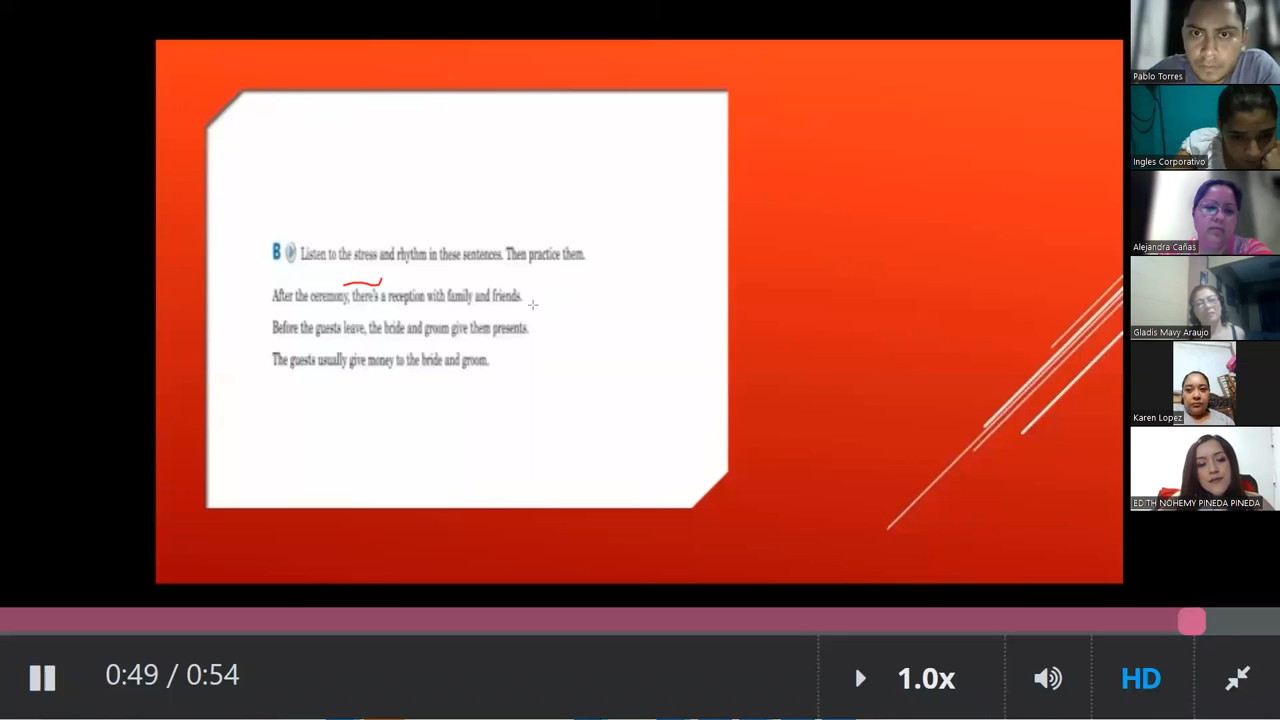 B Listen to the stress and rhythm in these sentences. Then practice them.
After the ceremony, there's a reception with family and friends.
Before the guests leave, the bride and groom give them presents.
The guests usually give money to the bride and groom.
Pablo Torres
Ingles Corporativo
Alejandra Cañas
Gladis Mavy Araujo
Karen Lopez
EDITH NOHEMY PINEDA PINEDA
0:49 / 0:54
1.0x
HD